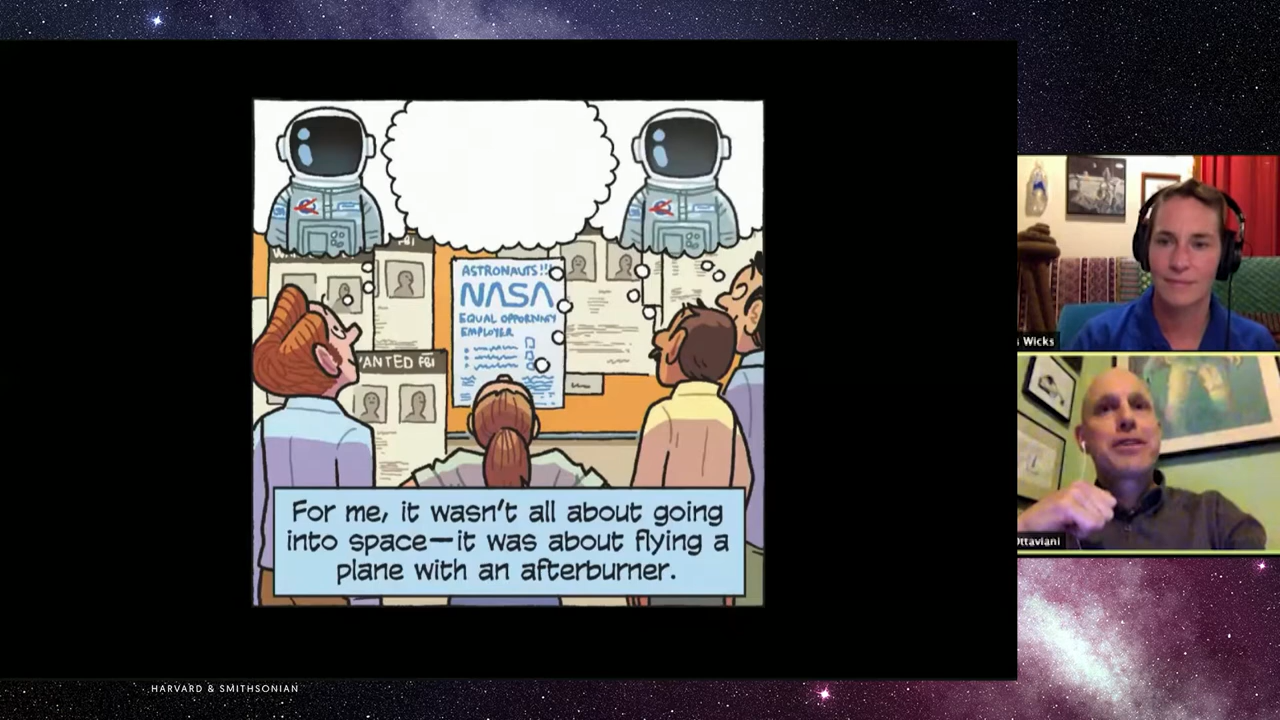 FBI
ASTRONAUTS!!!
NASA
EQUAL OPPORNNEY
EMPLOYER
WANTED FBI
For me, it wasn't all about going
into space—it was about flying a
plane with an afterburner.
Wicks
Ottaviani
HARVARD & SMITHSONIAN